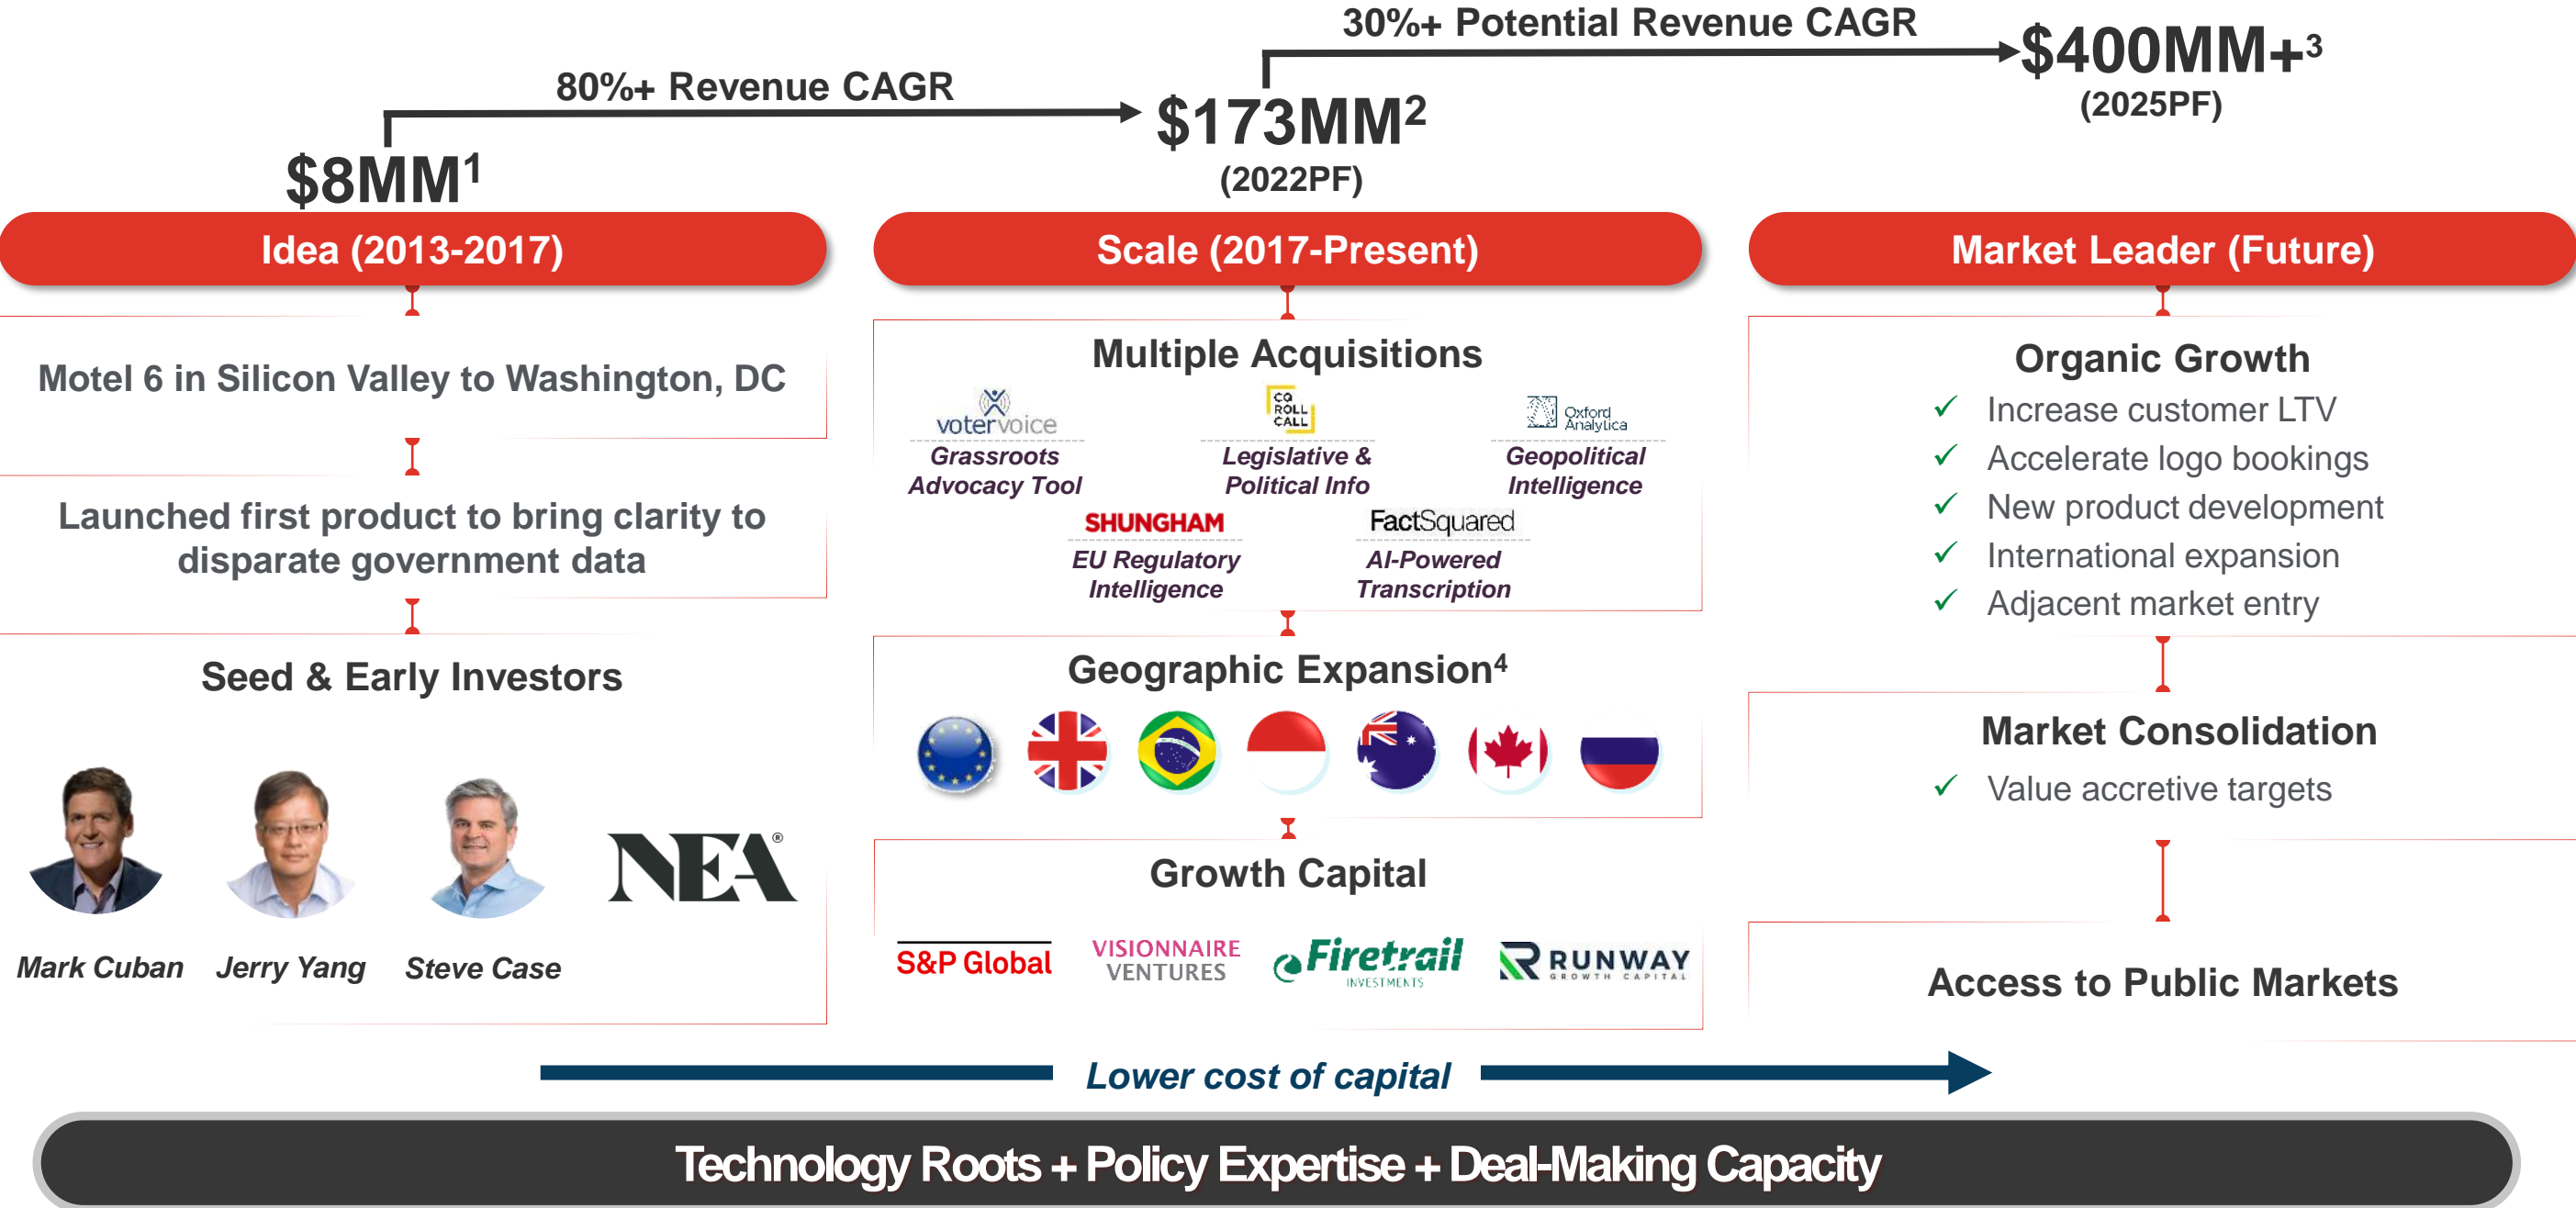 30%+ Potential Revenue CAGR
$400MM+3
(2025PF)
80%+ Revenue CAGR
$173MM2
(2022PF)
$8MM1
Idea (2013-2017)
Motel 6 in Silicon Valley to Washington, DC
Launched first product to bring clarity to
disparate government data
Seed & Early Investors
NEA®
Mark Cuban
Jerry Yang
Steve Case
Scale (2017-Present)
Multiple Acquisitions
votervoice
Grassroots
Advocacy Tool
CQ
ROLL
CALL
Legislative &
Political Info
Oxford
Analytica
Geopolitical
Intelligence
SHUNGHAM
EU Regulatory
Intelligence
FactSquared
AI-Powered
Transcription
Geographic Expansion4
Growth Capital
S&P Global
VISIONNAIRE
VENTURES
Firetrail
INVESTMENTS
RUNWAY
GROWTH CAPITAL
Market Leader (Future)
Organic Growth
✓ Increase customer LTV
✓ Accelerate logo bookings
✓ New product development
✓ International expansion
✓ Adjacent market entry
Market Consolidation
✓ Value accretive targets
Access to Public Markets
Lower cost of capital
Technology Roots + Policy Expertise + Deal-Making Capacity